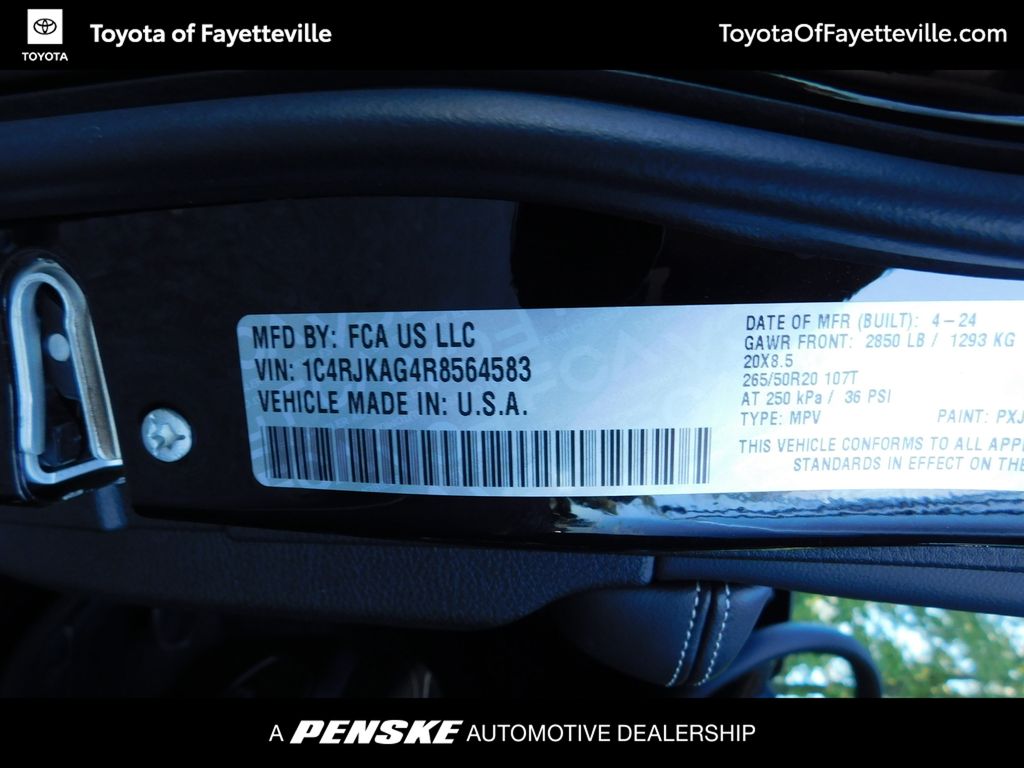 TOYOTA
Toyota of Fayetteville
ToyotaOfFayetteville.com
MFD BY: FCA US LLC
VIN: 1C4RJKAG4R8564583
VEHICLE MADE IN: U.S.A.
DATE OF MFR (BUILT): 4-24
GAWR FRONT: 2850 LB / 1293 KG
20X8.5
265/50R20 107T
AT 250 kPa / 36 PSI
TYPE: MPV PAINT: PXJ
THIS VEHICLE CONFORMS TO ALL APP
STANDARDS IN EFFECT ON THE
A PENSKE AUTOMOTIVE DEALERSHIP